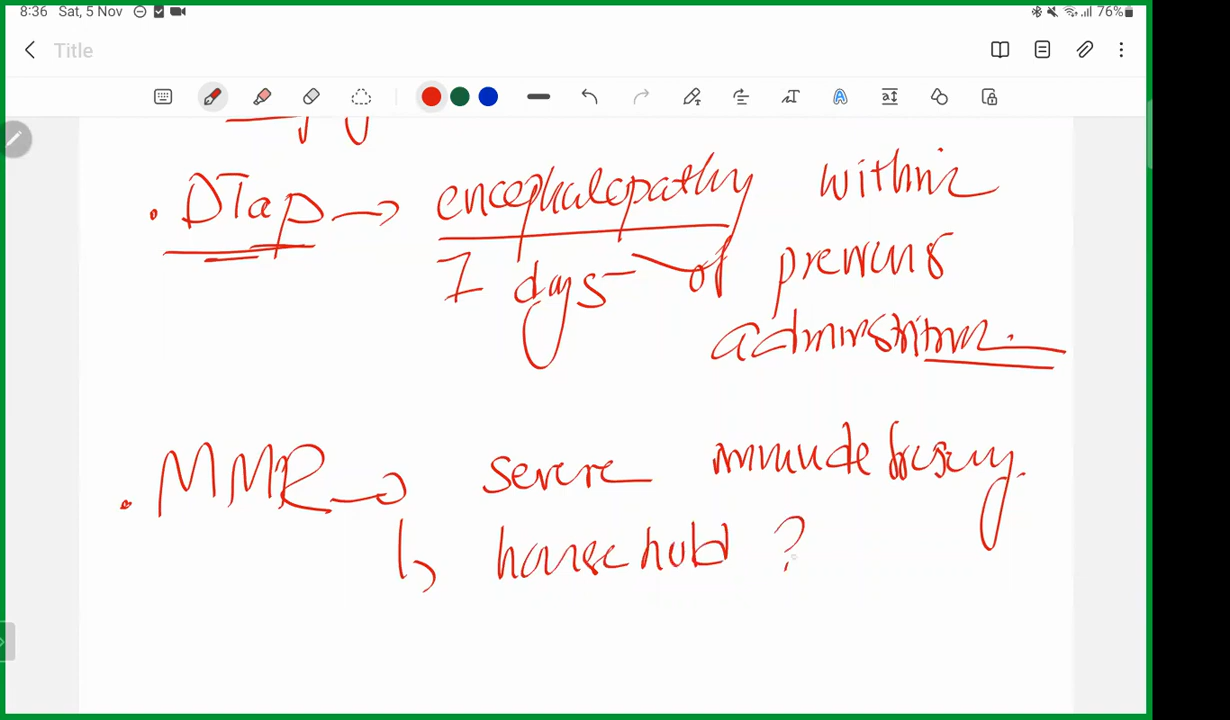 8:36 Sat, 5 Nov 76%
Title
. DTap → encephalopathy within
7 days of previous
administration.
. MMR → severe immunodeficiency.
↳ household ?